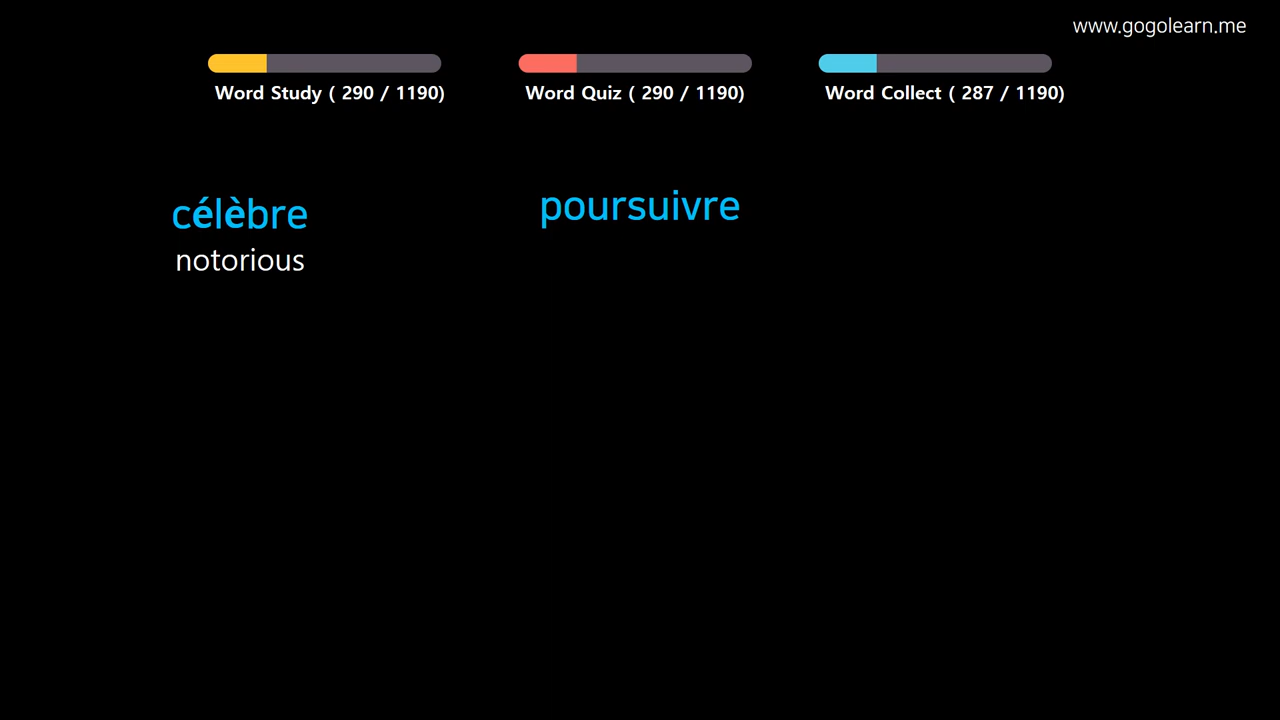 www.gogolearn.me
Word Study ( 290 / 1190)
Word Quiz ( 290 / 1190)
Word Collect ( 287 / 1190)
célèbre
notorious
poursuivre